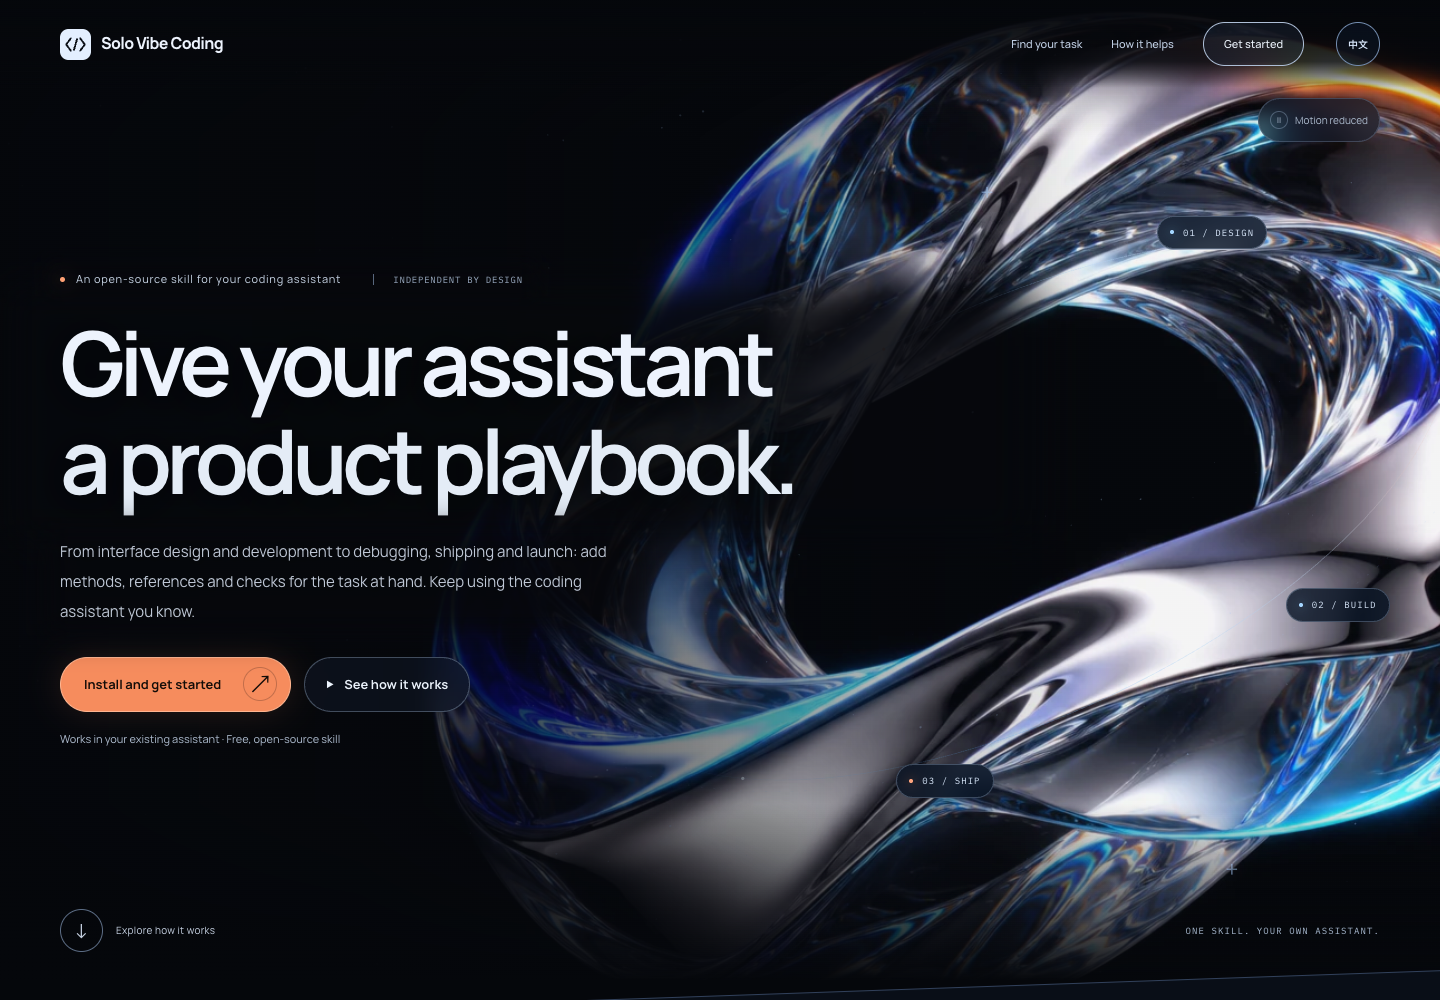 Solo Vibe Coding
Find your task
How it helps
Get started
中文
Motion reduced
01 / DESIGN
An open-source skill for your coding assistant
INDEPENDENT BY DESIGN
Give your assistant
a product playbook.
From interface design and development to debugging, shipping and launch: add
methods, references and checks for the task at hand. Keep using the coding
assistant you know.
02 / BUILD
Install and get started
See how it works
Works in your existing assistant · Free, open-source skill
03 / SHIP
Explore how it works
ONE SKILL. YOUR OWN ASSISTANT.